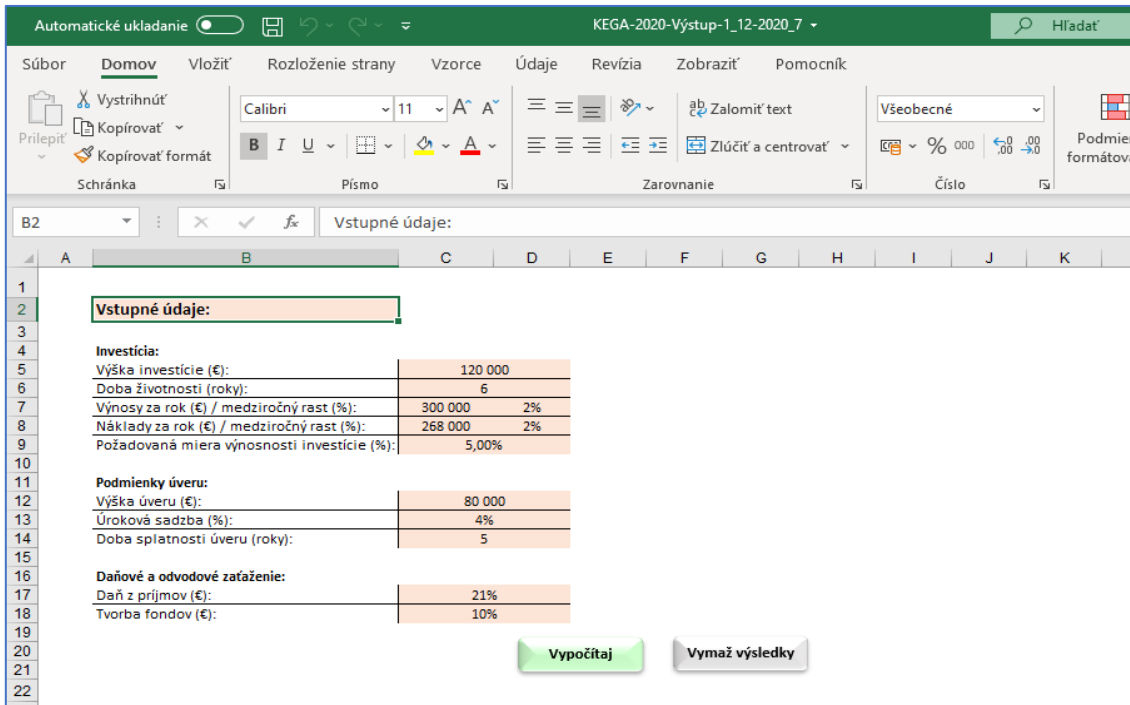 Automatické ukladanie KEGA-2020-Výstup-1_12-2020_7 Hľadať
Súbor Domov Vložiť Rozloženie strany Vzorce Údaje Revízia Zobraziť Pomocník
Prilepiť
Vystrihnúť
Kopírovať
Kopírovať formát
Schránka
Calibri 11 A^ A˅
B I U A
Písmo
ab Zalomiť text
Zlúčiť a centrovať
Zarovnanie
Všeobecné
% 000 ,00 ,00
Číslo
Podmie
formátova
B2 fx Vstupné údaje:
A B C D E F G H I J K
1
2 Vstupné údaje:
3
4 Investícia:
5 Výška investície (€): 120 000
6 Doba životnosti (roky): 6
7 Výnosy za rok (€) / medziročný rast (%): 300 000 2%
8 Náklady za rok (€) / medziročný rast (%): 268 000 2%
9 Požadovaná miera výnosnosti investície (%): 5,00%
10
11 Podmienky úveru:
12 Výška úveru (€): 80 000
13 Úroková sadzba (%): 4%
14 Doba splatnosti úveru (roky): 5
15
16 Daňové a odvodové zaťaženie:
17 Daň z príjmov (€): 21%
18 Tvorba fondov (€): 10%
19
20 Vypočítaj Vymaž výsledky
21
22